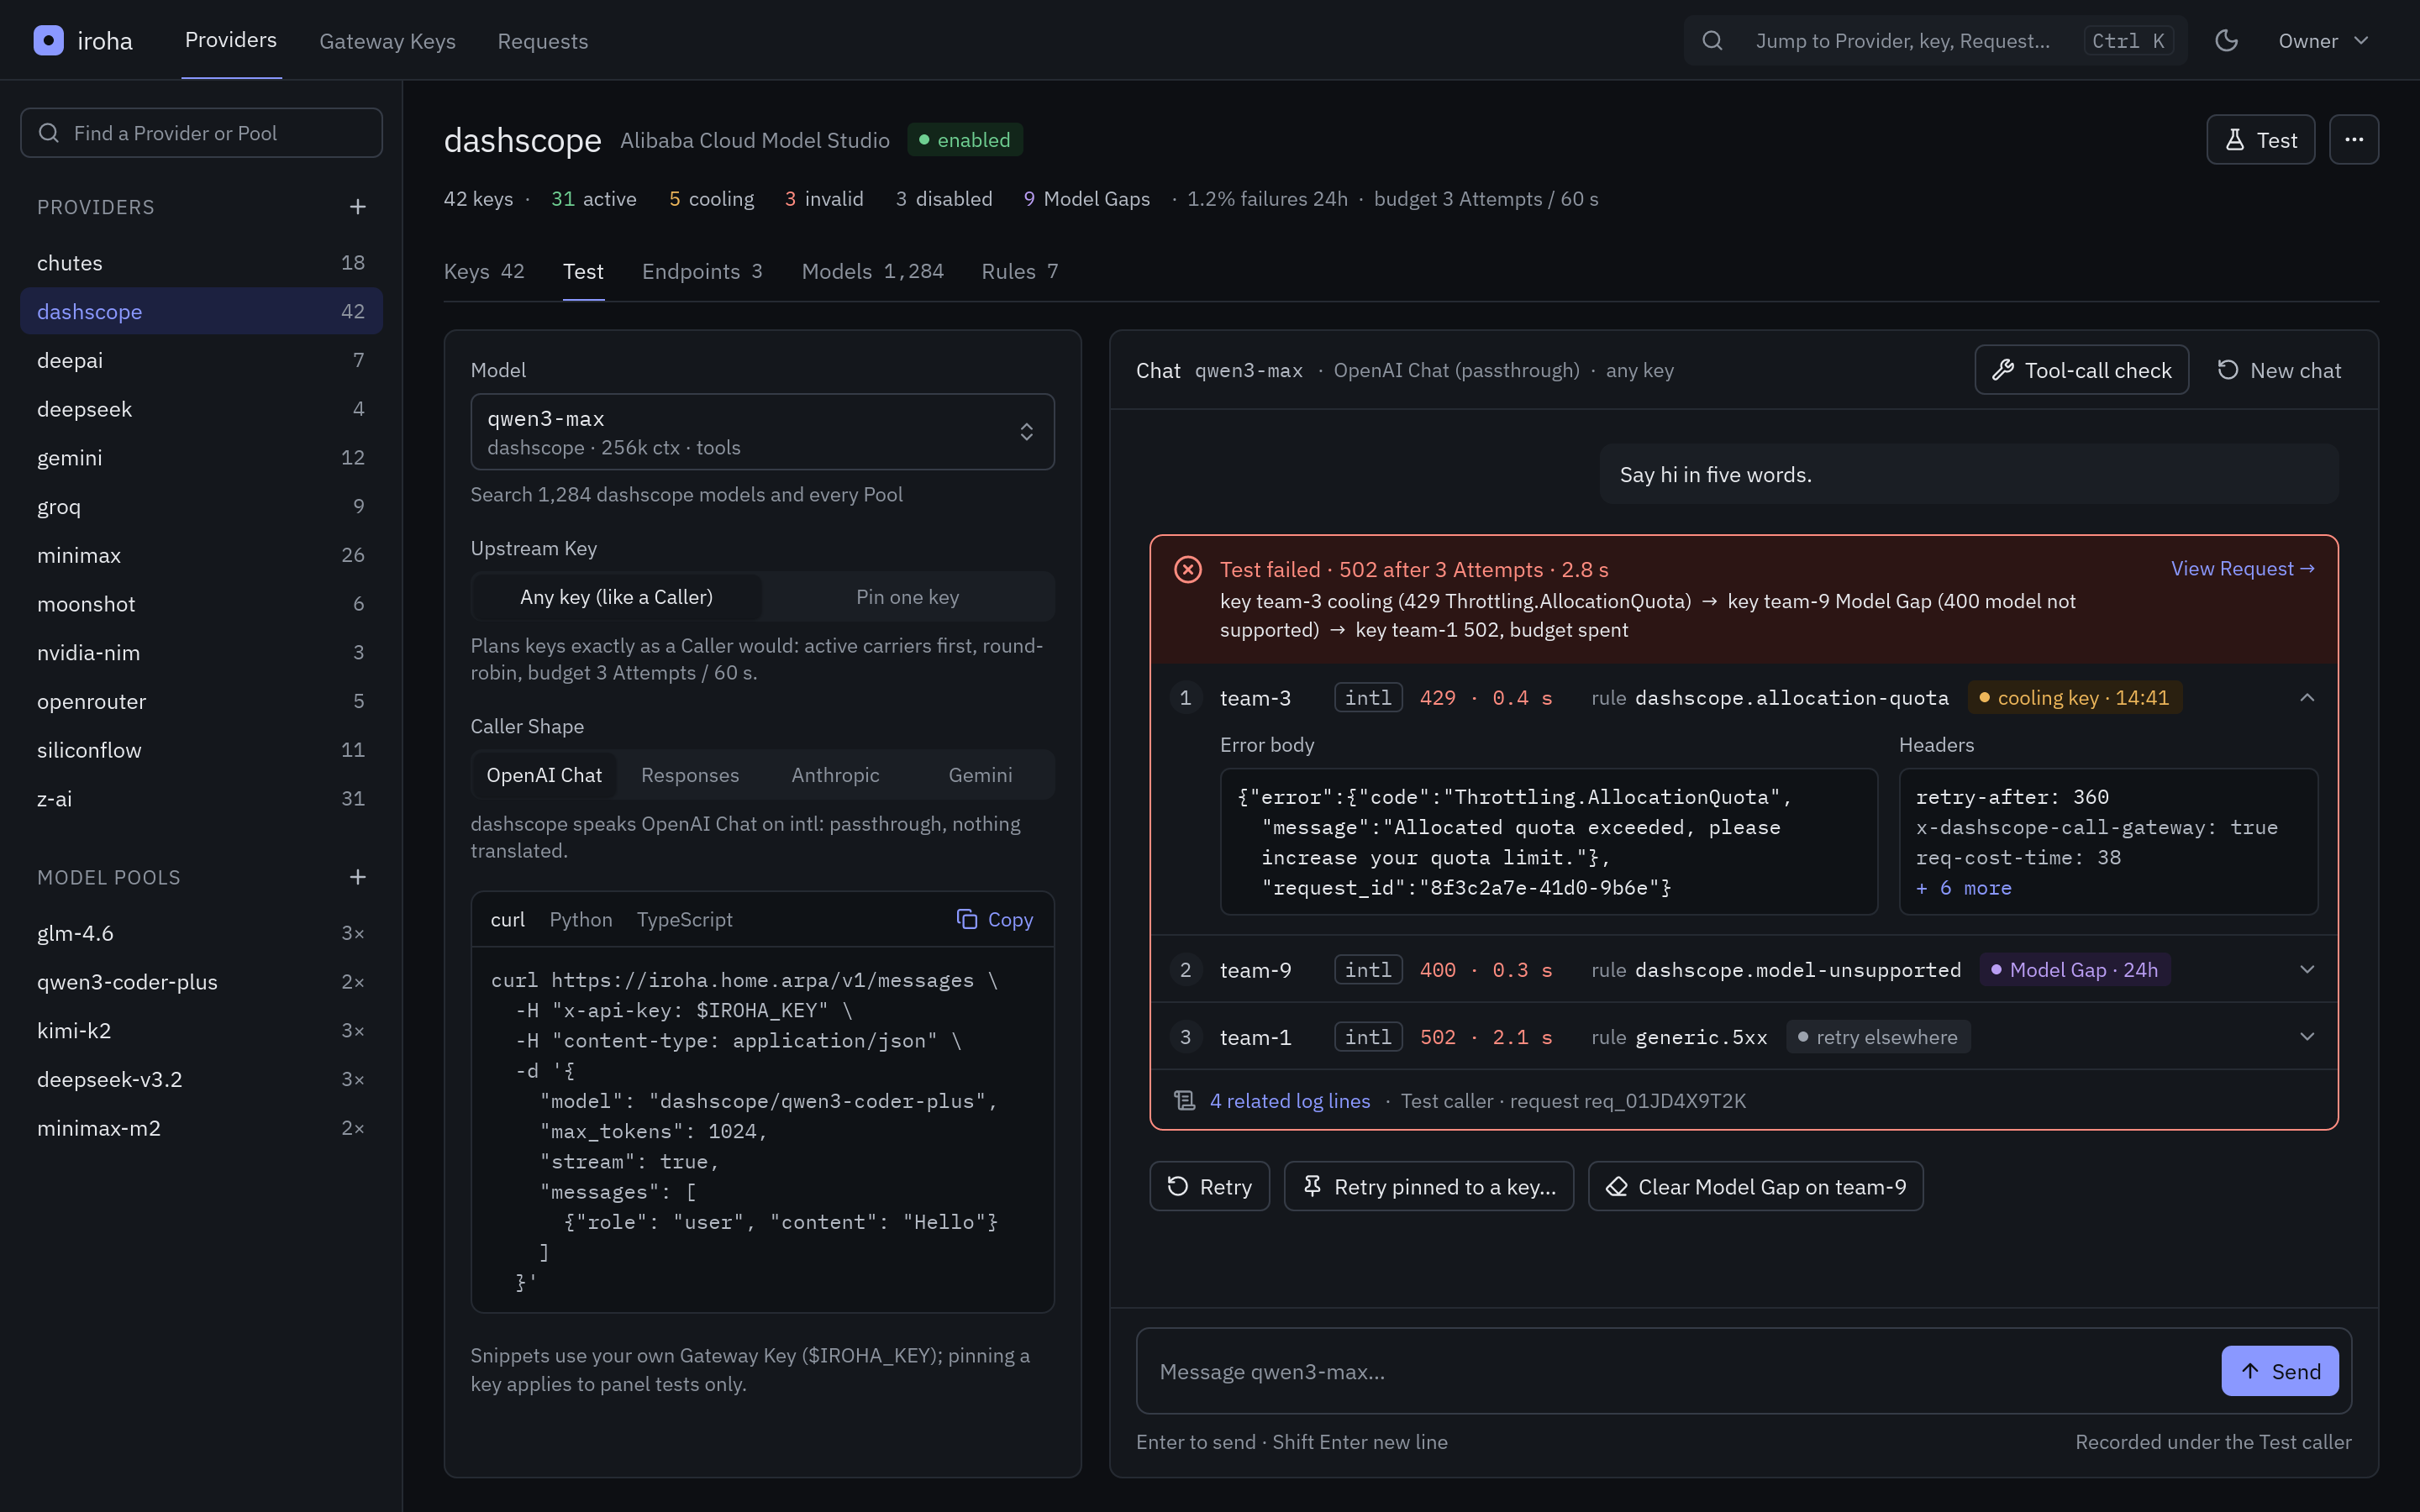 iroha
Providers
Gateway Keys
Requests
Jump to Provider, key, Request...
Ctrl K
Owner
Find a Provider or Pool
PROVIDERS
chutes 18
dashscope 42
deepai 7
deepseek 4
gemini 12
groq 9
minimax 26
moonshot 6
nvidia-nim 3
openrouter 5
siliconflow 11
z-ai 31
MODEL POOLS
glm-4.6 3×
qwen3-coder-plus 2×
kimi-k2 3×
deepseek-v3.2 3×
minimax-m2 2×
dashscope Alibaba Cloud Model Studio enabled
Test
42 keys · 31 active 5 cooling 3 invalid 3 disabled 9 Model Gaps · 1.2% failures 24h · budget 3 Attempts / 60 s
Keys 42 Test Endpoints 3 Models 1,284 Rules 7
Model
qwen3-max
dashscope · 256k ctx · tools
Search 1,284 dashscope models and every Pool
Upstream Key
Any key (like a Caller) Pin one key
Plans keys exactly as a Caller would: active carriers first, round-
robin, budget 3 Attempts / 60 s.
Caller Shape
OpenAI Chat Responses Anthropic Gemini
dashscope speaks OpenAI Chat on intl: passthrough, nothing
translated.
curl Python TypeScript Copy
curl https://iroha.home.arpa/v1/messages \
-H "x-api-key: $IROHA_KEY" \
-H "content-type: application/json" \
-d '{
"model": "dashscope/qwen3-coder-plus",
"max_tokens": 1024,
"stream": true,
"messages": [
{"role": "user", "content": "Hello"}
]
}'
Snippets use your own Gateway Key ($IROHA_KEY); pinning a
key applies to panel tests only.
Chat qwen3-max · OpenAI Chat (passthrough) · any key
Tool-call check
New chat
Say hi in five words.
Test failed · 502 after 3 Attempts · 2.8 s
View Request →
key team-3 cooling (429 Throttling.AllocationQuota) → key team-9 Model Gap (400 model not
supported) → key team-1 502, budget spent
1 team-3 intl 429 · 0.4 s rule dashscope.allocation-quota cooling key · 14:41
Error body
{"error":{"code":"Throttling.AllocationQuota",
"message":"Allocated quota exceeded, please
increase your quota limit."},
"request_id":"8f3c2a7e-41d0-9b6e"}
Headers
retry-after: 360
x-dashscope-call-gateway: true
req-cost-time: 38
+ 6 more
2 team-9 intl 400 · 0.3 s rule dashscope.model-unsupported Model Gap · 24h
3 team-1 intl 502 · 2.1 s rule generic.5xx retry elsewhere
4 related log lines · Test caller · request req_01JD4X9T2K
Retry
Retry pinned to a key...
Clear Model Gap on team-9
Message qwen3-max...
Send
Enter to send · Shift Enter new line
Recorded under the Test caller